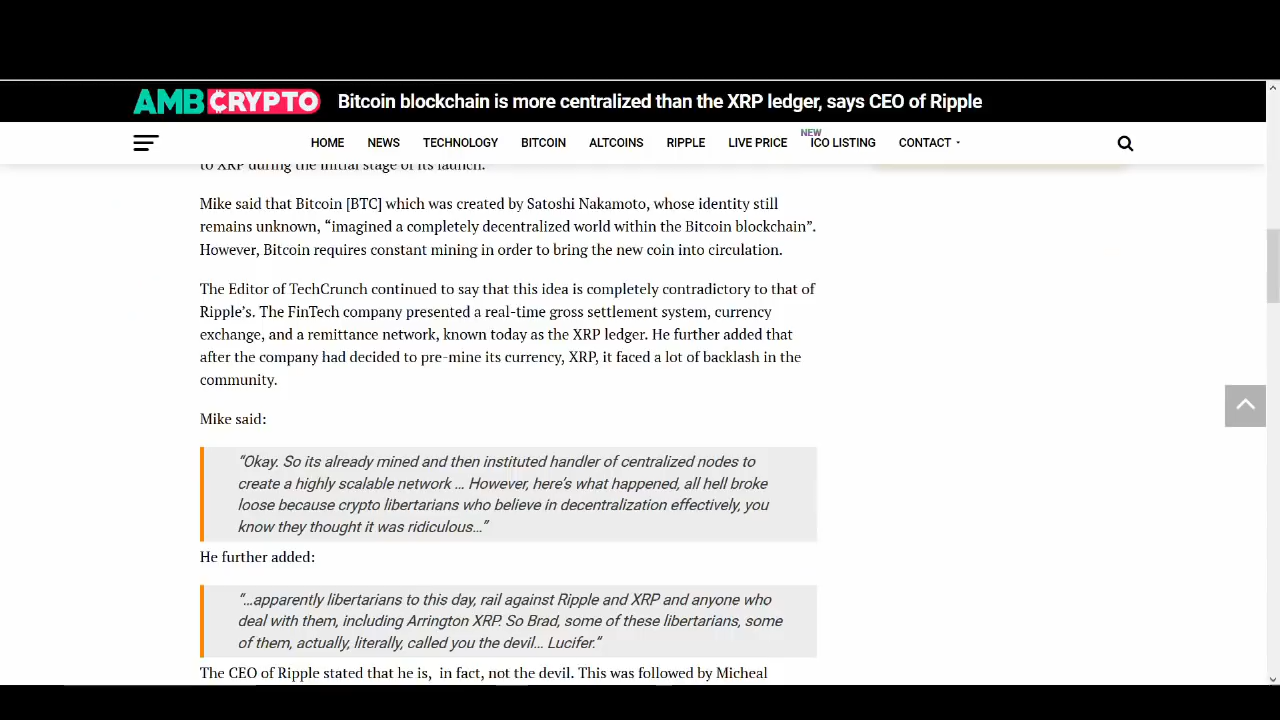 AMBCRYPTO Bitcoin blockchain is more centralized than the XRP ledger, says CEO of Ripple
HOME NEWS TECHNOLOGY BITCOIN ALTCOINS RIPPLE LIVE PRICE NEW ICO LISTING CONTACT
to XRP during the initial stage of its launch.
Mike said that Bitcoin [BTC] which was created by Satoshi Nakamoto, whose identity still
remains unknown, “imagined a completely decentralized world within the Bitcoin blockchain”.
However, Bitcoin requires constant mining in order to bring the new coin into circulation.
The Editor of TechCrunch continued to say that this idea is completely contradictory to that of
Ripple’s. The FinTech company presented a real-time gross settlement system, currency
exchange, and a remittance network, known today as the XRP ledger. He further added that
after the company had decided to pre-mine its currency, XRP, it faced a lot of backlash in the
community.
Mike said:
“Okay. So its already mined and then instituted handler of centralized nodes to
create a highly scalable network … However, here’s what happened, all hell broke
loose because crypto libertarians who believe in decentralization effectively, you
know they thought it was ridiculous…”
He further added:
“…apparently libertarians to this day, rail against Ripple and XRP and anyone who
deal with them, including Arrington XRP. So Brad, some of these libertarians, some
of them, actually, literally, called you the devil… Lucifer.”
The CEO of Ripple stated that he is, in fact, not the devil. This was followed by Micheal